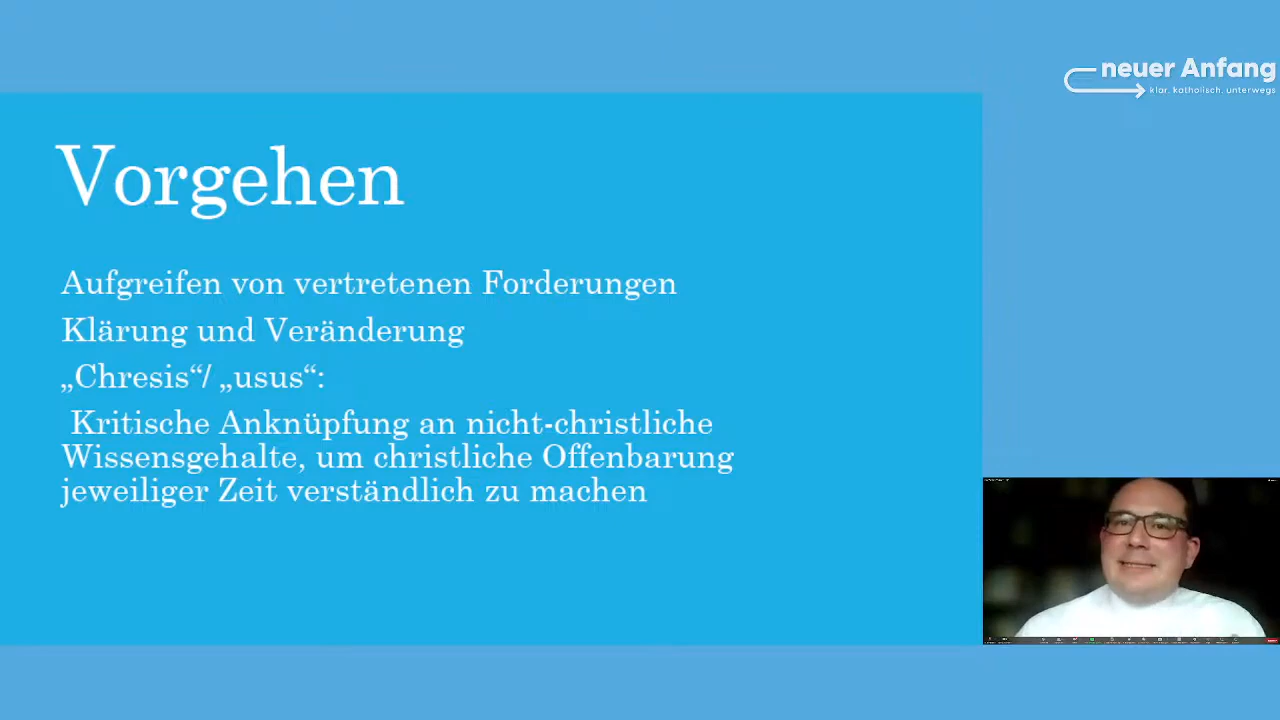 neuer Anfang
klar, katholisch, unterwegs
Vorgehen
Aufgreifen von vertretenen Forderungen
Klärung und Veränderung
„Chresis“/ „usus“:
Kritische Anknüpfung an nicht-christliche
Wissensgehalte, um christliche Offenbarung
jeweiliger Zeit verständlich zu machen